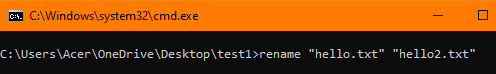 C:\Windows\system32\cmd.exe
C:\Users\Acer\OneDrive\Desktop\test1>rename "hello.txt" "hello2.txt"